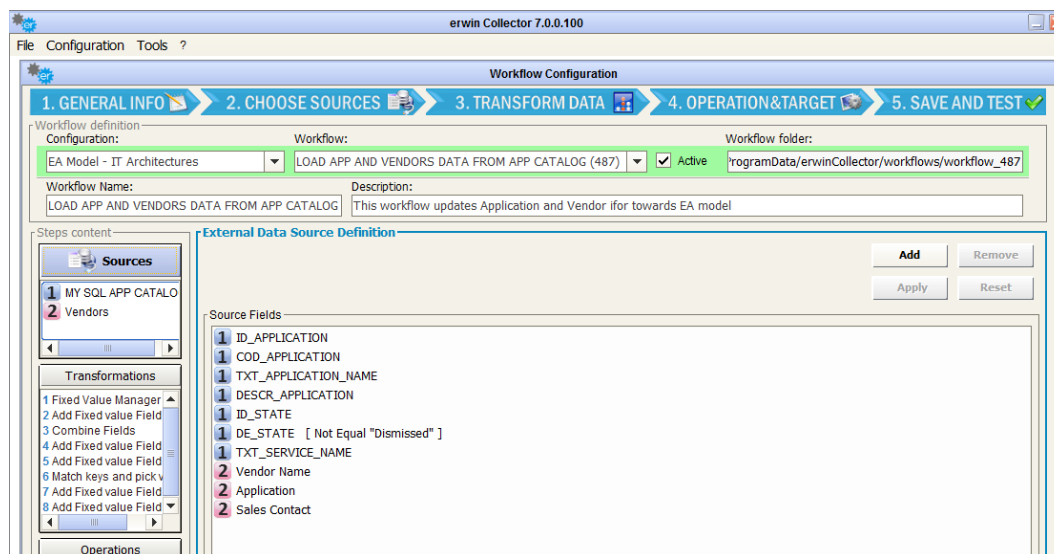 erwin Collector 7.0.0.100
File Configuration Tools ?
Workflow Configuration
1. GENERAL INFO 2. CHOOSE SOURCES 3. TRANSFORM DATA 4. OPERATION&TARGET 5. SAVE AND TEST
Workflow definition
Configuration: Workflow: Workflow folder:
EA Model - IT Architectures LOAD APP AND VENDORS DATA FROM APP CATALOG (487) Active ProgramData/erwinCollector/workflows/workflow_487
Workflow Name: Description:
LOAD APP AND VENDORS DATA FROM APP CATALOG This workflow updates Application and Vendor ifor towards EA model
Steps content
Sources
1 MY SQL APP CATALO
2 Vendors
Transformations
1 Fixed Value Manager
2 Add Fixed value Field
3 Combine Fields
4 Add Fixed value Field
5 Add Fixed value Field
6 Match keys and pick v
7 Add Fixed value Field
8 Add Fixed value Field
Operations
External Data Source Definition
Add Remove
Apply Reset
Source Fields
1 ID_APPLICATION
1 COD_APPLICATION
1 TXT_APPLICATION_NAME
1 DESCR_APPLICATION
1 ID_STATE
1 DE_STATE [ Not Equal "Dismissed" ]
1 TXT_SERVICE_NAME
2 Vendor Name
2 Application
2 Sales Contact